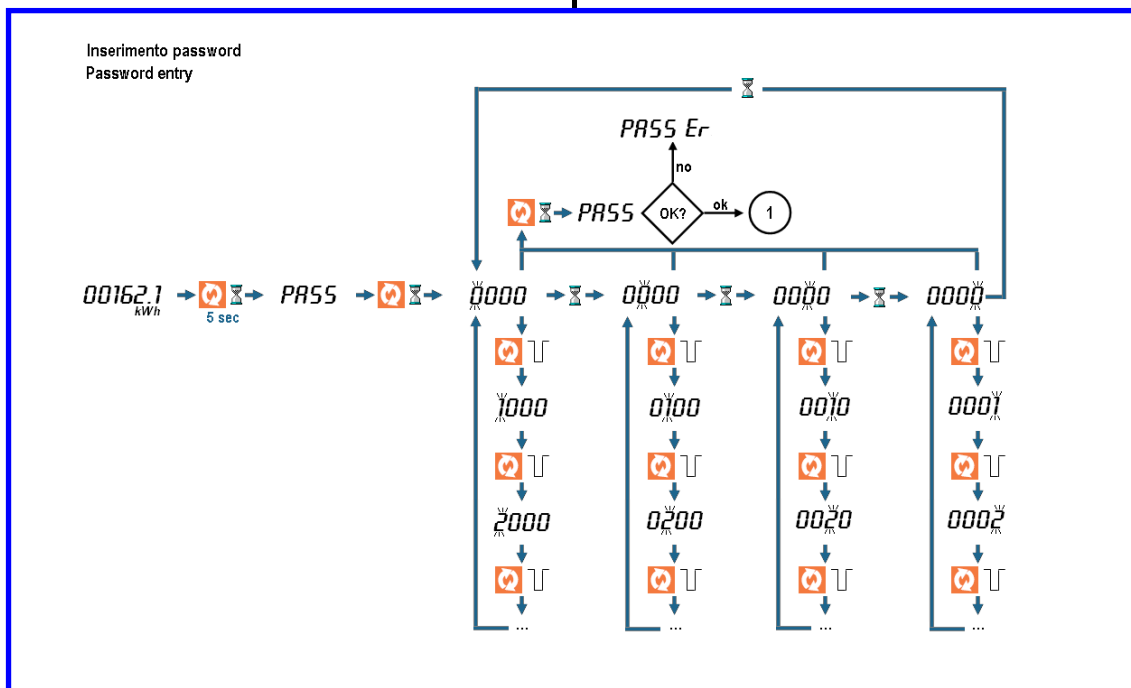 Inserimento password
Password entry
PASS Er
no
PASS
OK?
ok
1
00162.1
kWh
5 sec
PASS
0000
0000
0000
0000
1000
0100
0010
0001
2000
0200
0020
0002
...
...
...
...